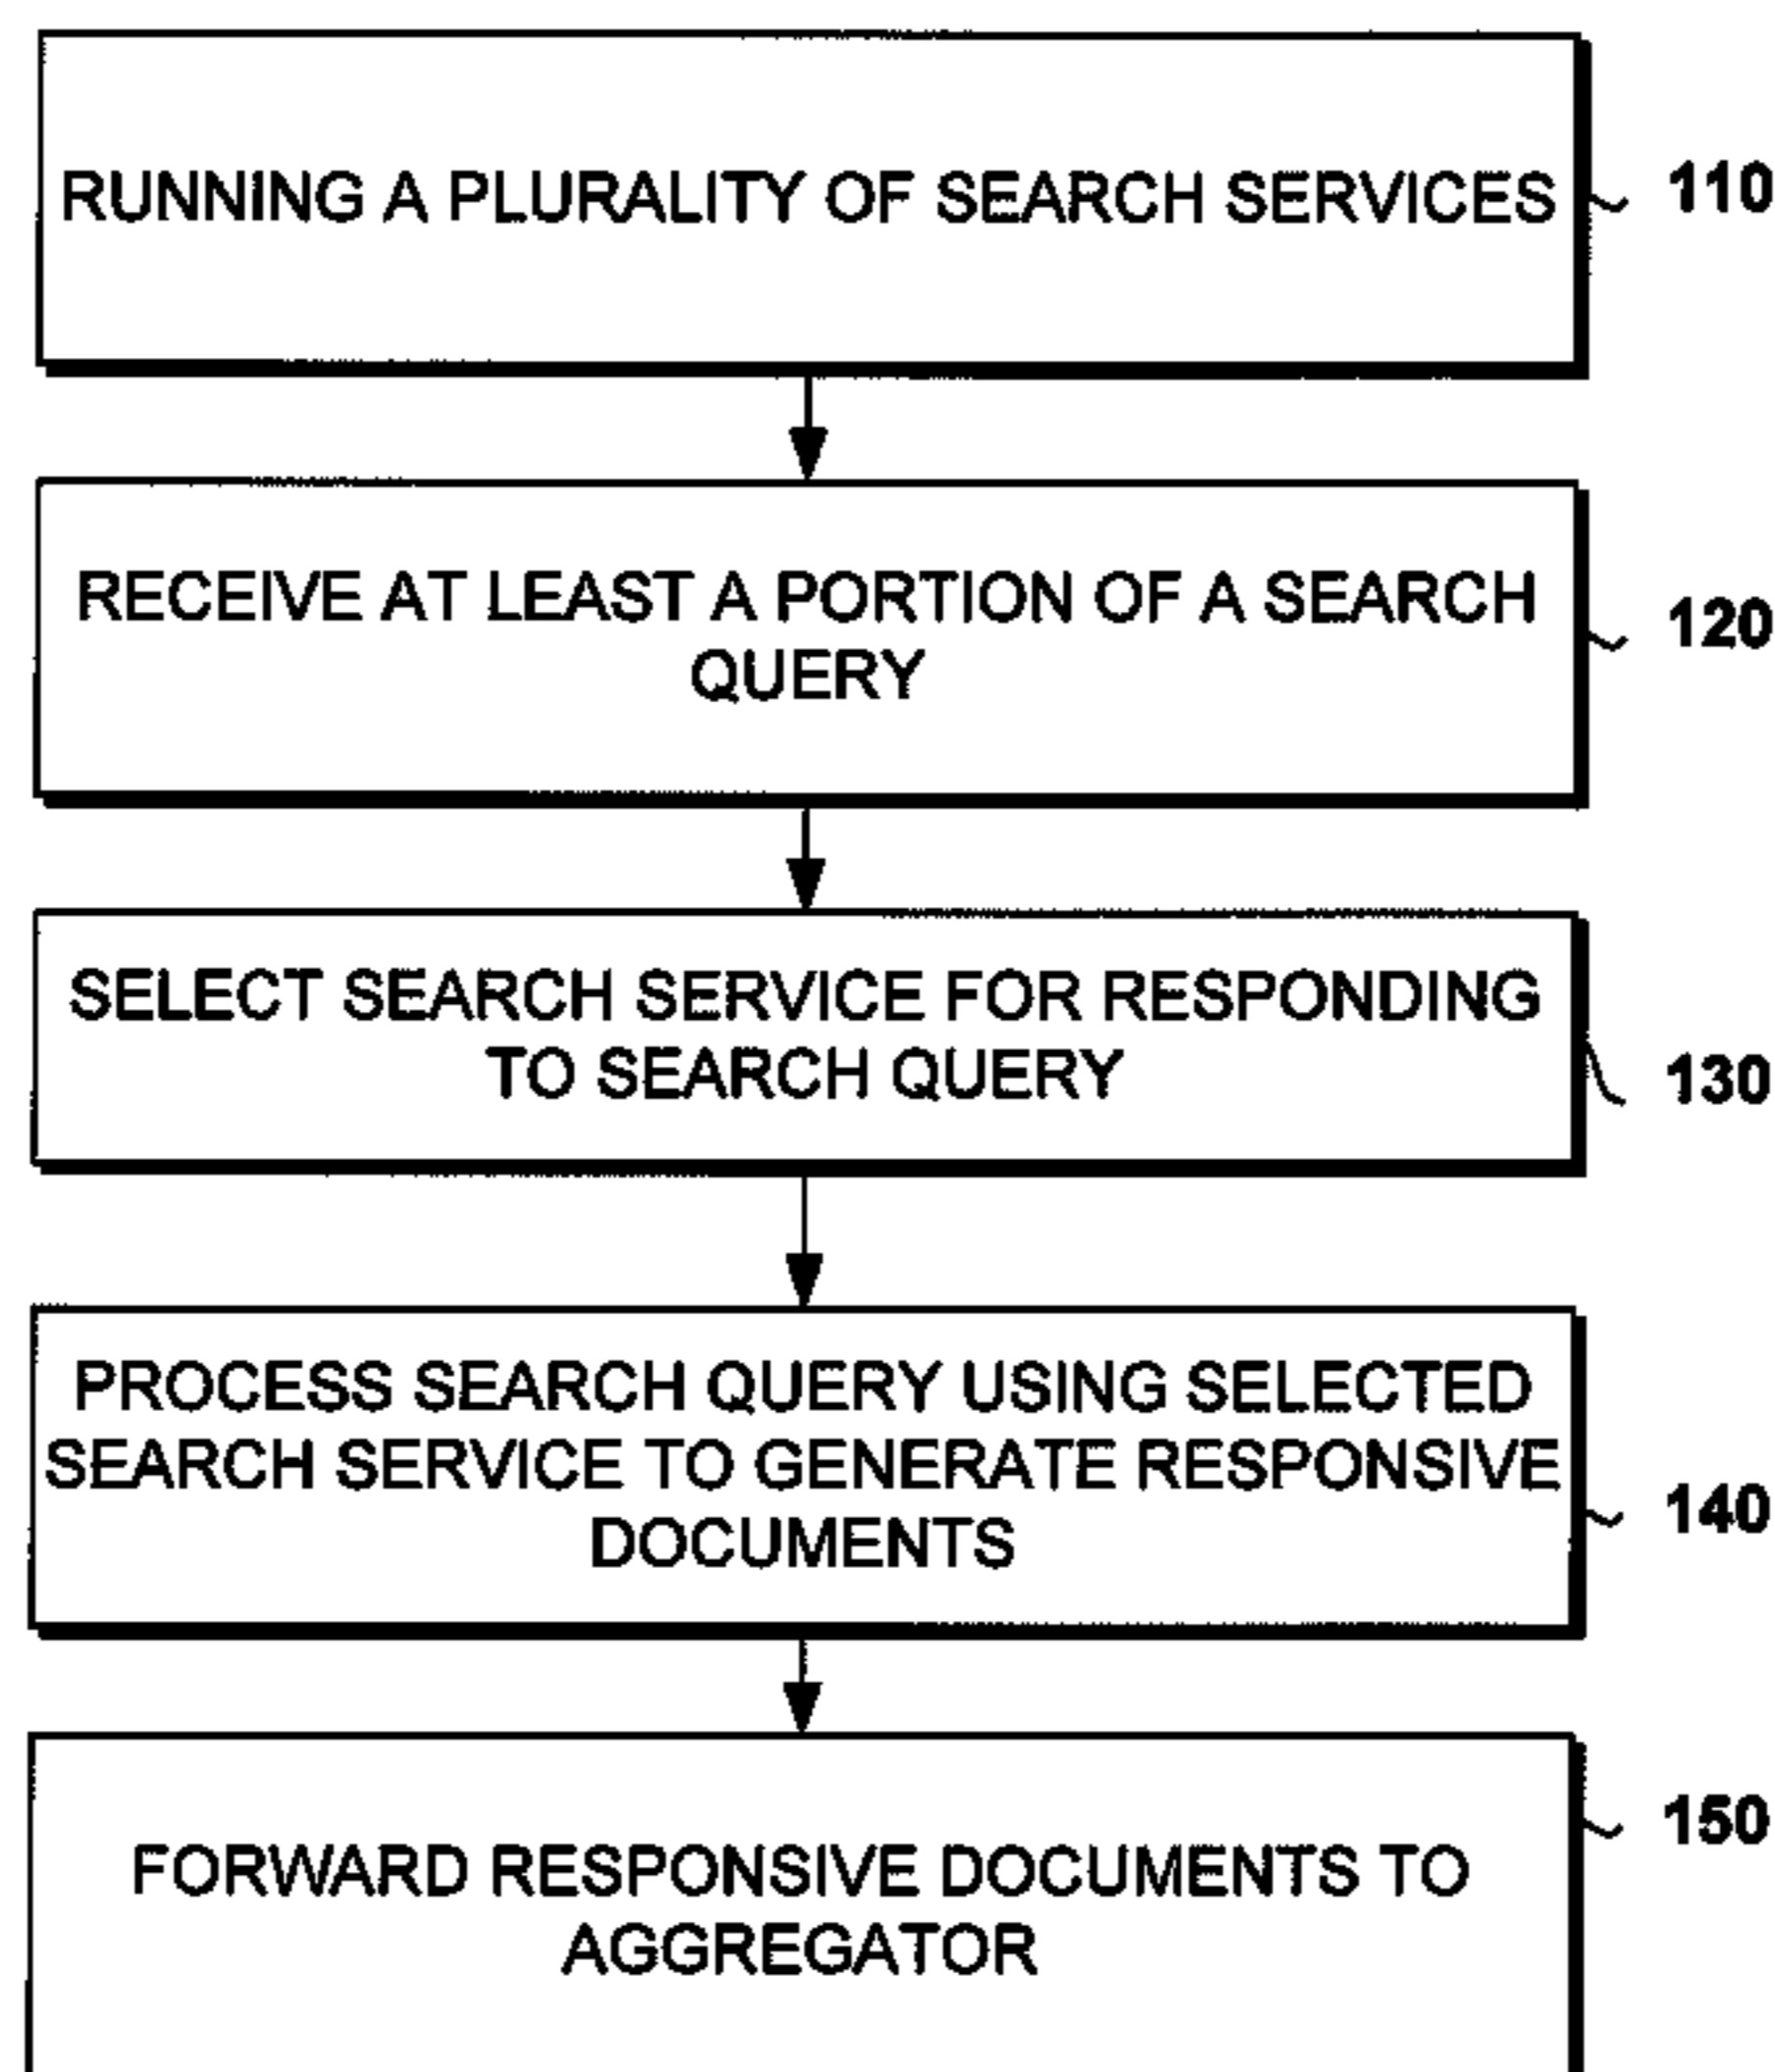 RUNNING A PLURALITY OF SEARCH SERVICES
110
RECEIVE AT LEAST A PORTION OF A SEARCH
QUERY
120
SELECT SEARCH SERVICE FOR RESPONDING
TO SEARCH QUERY
130
PROCESS SEARCH QUERY USING SELECTED
SEARCH SERVICE TO GENERATE RESPONSIVE
DOCUMENTS
140
FORWARD RESPONSIVE DOCUMENTS TO
AGGREGATOR
150